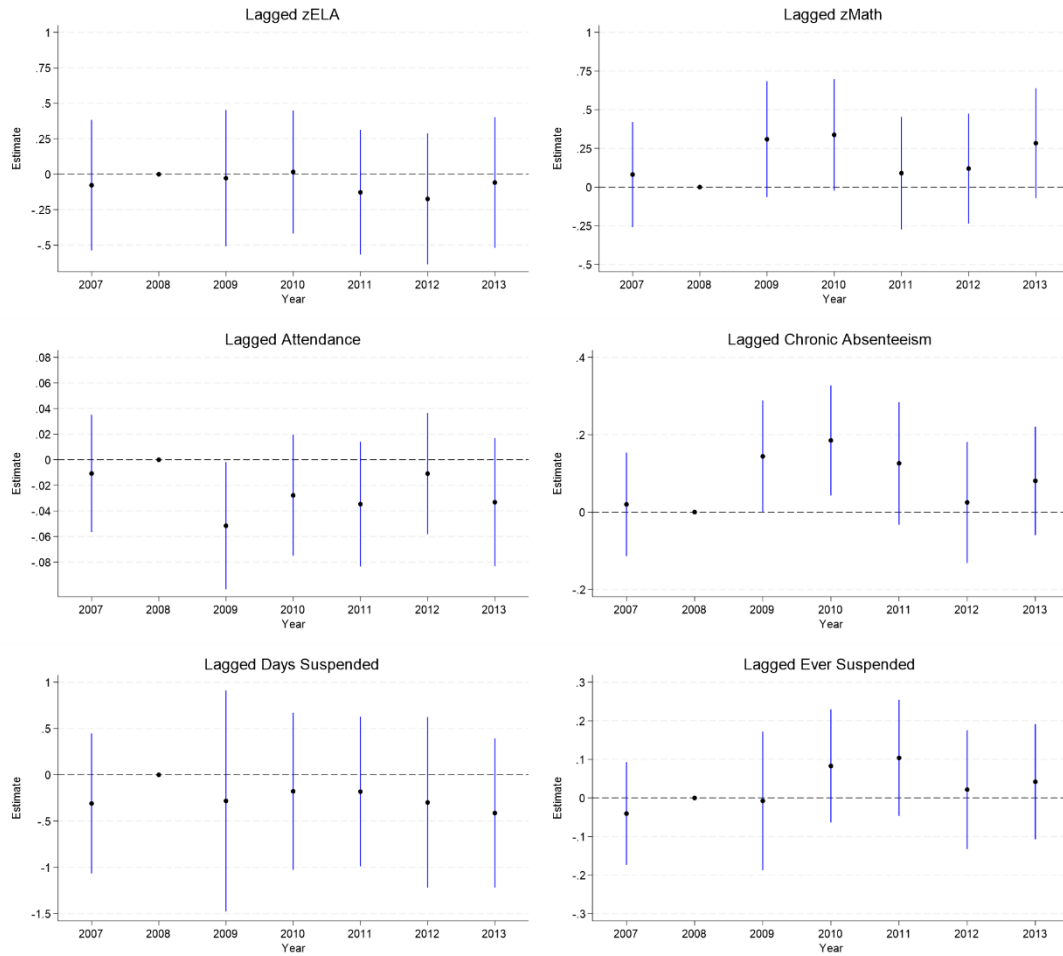 Lagged zELA
1
.75
.5
.25
0
-.25
-.5
Estimate
2007 2008 2009 2010 2011 2012 2013
Year
Lagged zMath
1
.75
.5
.25
0
-.25
-.5
Estimate
2007 2008 2009 2010 2011 2012 2013
Year
Lagged Attendance
.08
.06
.04
.02
0
-.02
-.04
-.06
-.08
Estimate
2007 2008 2009 2010 2011 2012 2013
Year
Lagged Chronic Absenteeism
.4
.2
0
-.2
Estimate
2007 2008 2009 2010 2011 2012 2013
Year
Lagged Days Suspended
1
.5
0
-.5
-1
-1.5
Estimate
2007 2008 2009 2010 2011 2012 2013
Year
Lagged Ever Suspended
.3
.2
.1
0
-.1
-.2
-.3
Estimate
2007 2008 2009 2010 2011 2012 2013
Year